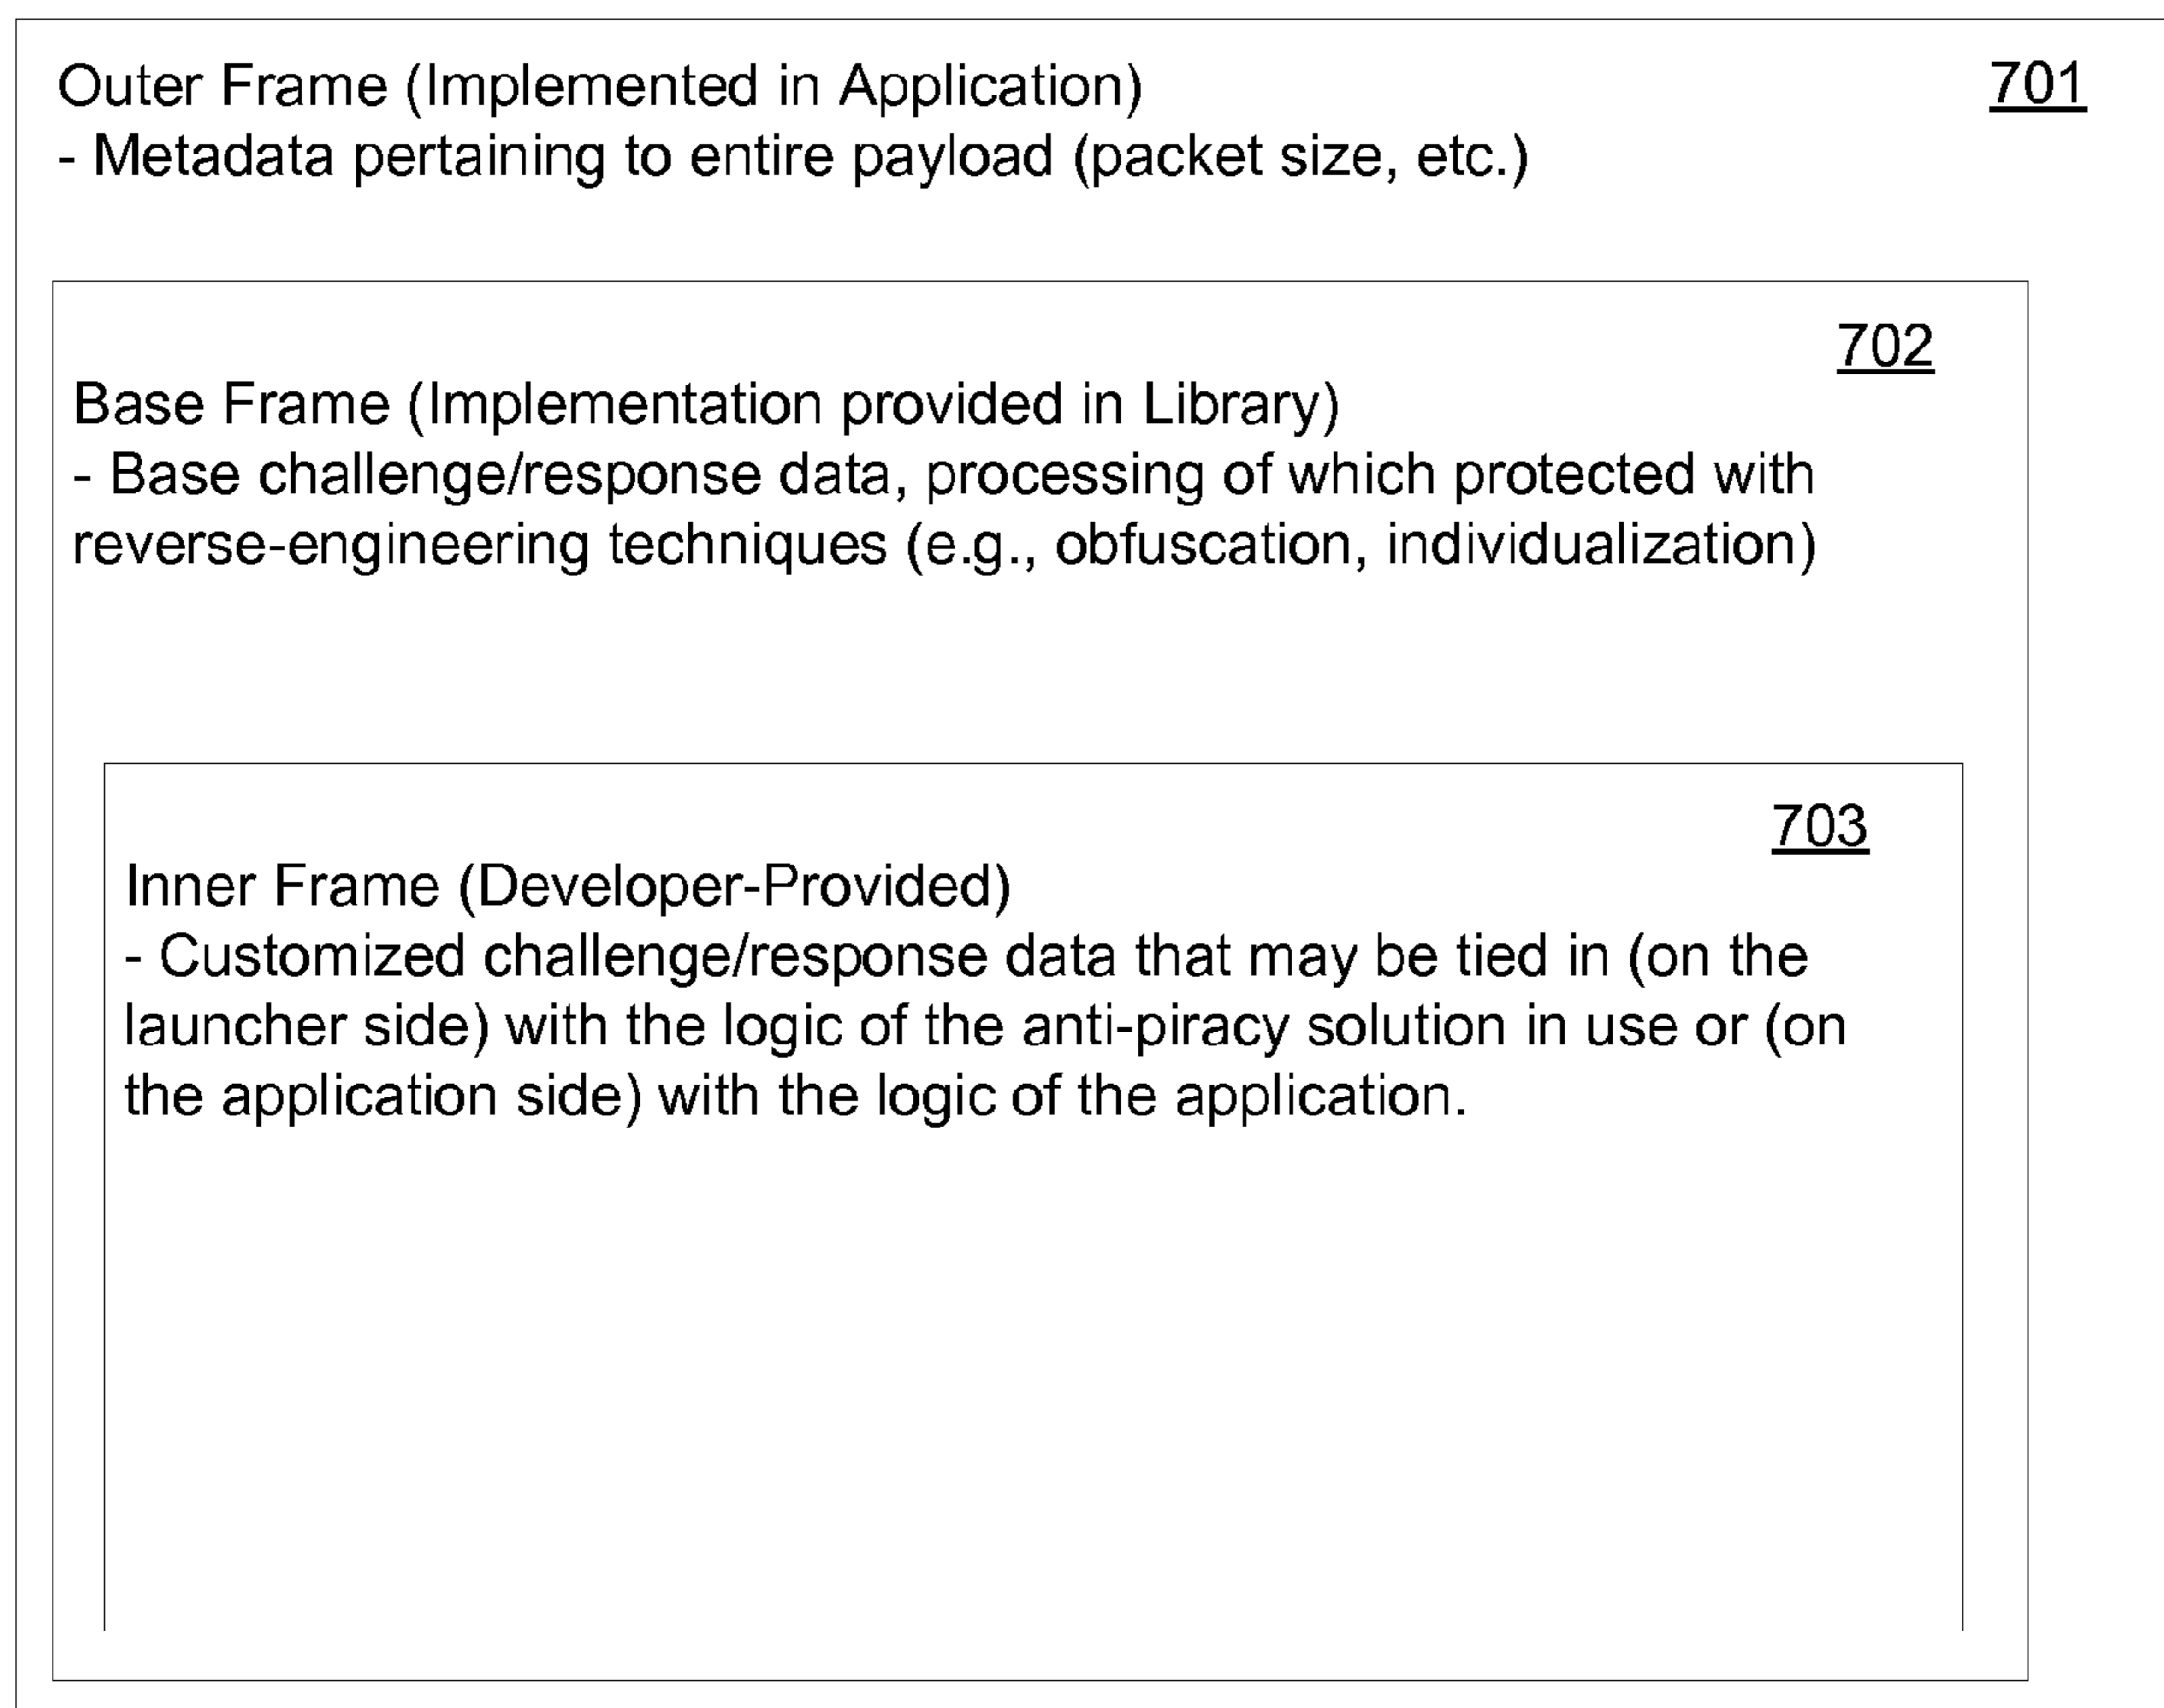 Outer Frame (Implemented in Application)
701
- Metadata pertaining to entire payload (packet size, etc.)
702
Base Frame (Implementation provided in Library)
- Base challenge/response data, processing of which protected with
reverse-engineering techniques (e.g., obfuscation, individualization)
703
Inner Frame (Developer-Provided)
- Customized challenge/response data that may be tied in (on the
launcher side) with the logic of the anti-piracy solution in use or (on
the application side) with the logic of the application.